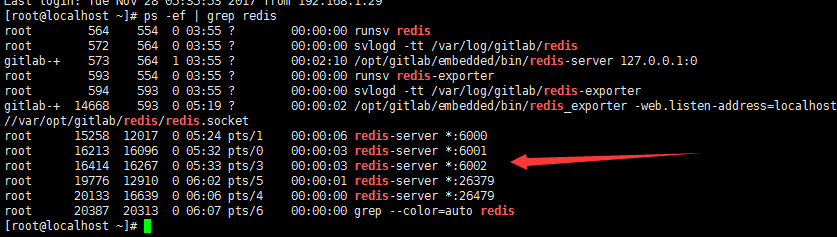 Last login: Tue Nov 28 05:35:53 2017 from 192.168.1.29
[root@localhost ~]# ps -ef | grep redis
root 564 554 0 03:55 ? 00:00:00 runsv redis
root 572 564 0 03:55 ? 00:00:00 svlogd -tt /var/log/gitlab/redis
gitlab-+ 573 564 1 03:55 ? 00:02:10 /opt/gitlab/embedded/bin/redis-server 127.0.0.1:0
root 593 554 0 03:55 ? 00:00:00 runsv redis-exporter
root 594 593 0 03:55 ? 00:00:00 svlogd -tt /var/log/gitlab/redis-exporter
gitlab-+ 14668 593 0 05:19 ? 00:00:02 /opt/gitlab/embedded/bin/redis_exporter -web.listen-address=localhost
//var/opt/gitlab/redis/redis.socket
root 15258 12017 0 05:24 pts/1 00:00:06 redis-server *:6000
root 16213 16096 0 05:32 pts/0 00:00:03 redis-server *:6001
root 16414 16267 0 05:33 pts/3 00:00:03 redis-server *:6002
root 19776 12910 0 06:02 pts/5 00:00:01 redis-server *:26379
root 20133 16639 0 06:06 pts/4 00:00:00 redis-server *:26479
root 20387 20313 0 06:07 pts/6 00:00:00 grep --color=auto redis
[root@localhost ~]#